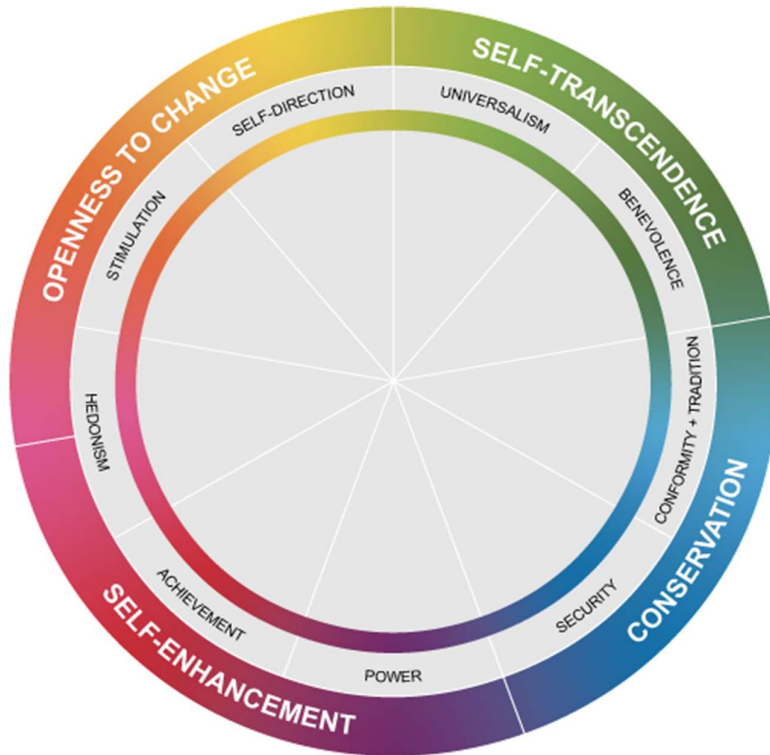 OPENNESS TO CHANGE
SELF-TRANSCENDENCE
SELF-DIRECTION
UNIVERSALISM
STIMULATION
BENEVOLENCE
HEDONISM
CONFORMITY + TRADITION
ACHIEVEMENT
SECURITY
POWER
SELF-ENHANCEMENT
CONSERVATION